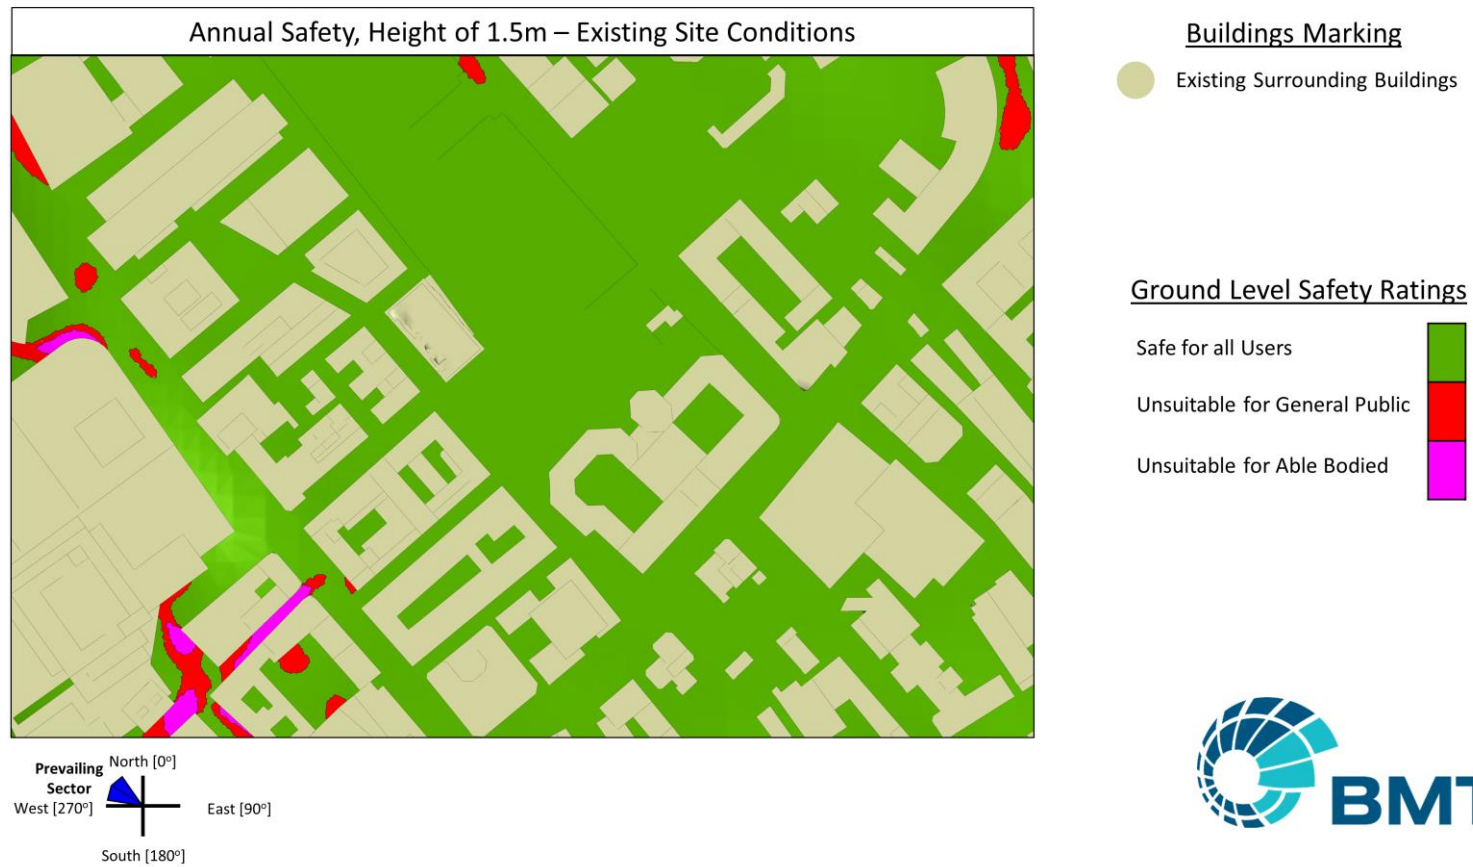 Annual Safety, Height of 1.5m – Existing Site Conditions
Buildings Marking
Existing Surrounding Buildings
Ground Level Safety Ratings
Safe for all Users
Unsuitable for General Public
Unsuitable for Able Bodied
Prevailing
Sector
North [0°]
West [270°]
East [90°]
South [180°]
BMT